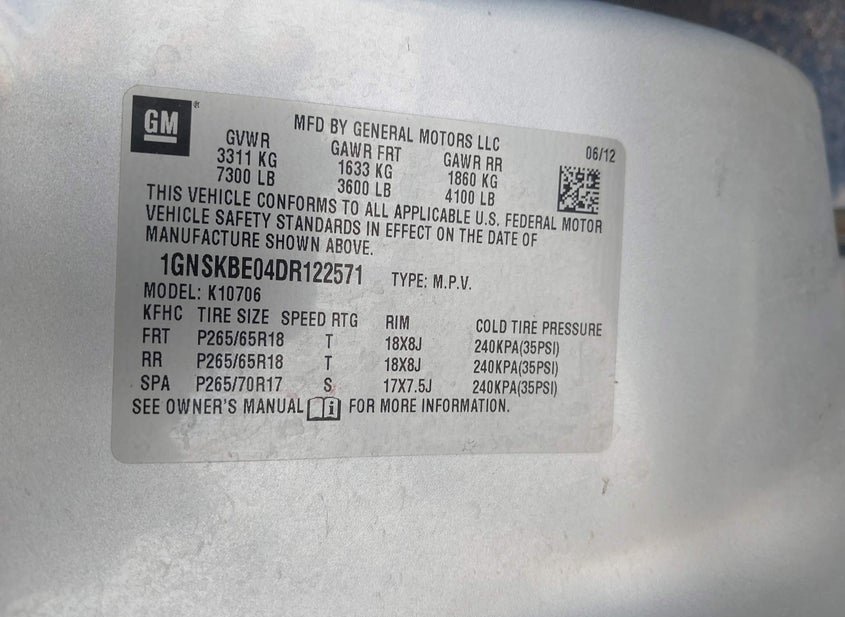 GM®
MFD BY GENERAL MOTORS LLC
06/12
GVWR GAWR FRT GAWR RR
3311 KG 1633 KG 1860 KG
7300 LB 3600 LB 4100 LB
THIS VEHICLE CONFORMS TO ALL APPLICABLE U.S. FEDERAL MOTOR
VEHICLE SAFETY STANDARDS IN EFFECT ON THE DATE OF
MANUFACTURE SHOWN ABOVE.
1GNSKBE04DR122571 TYPE: M.P.V.
MODEL: K10706
KFHC TIRE SIZE SPEED RTG RIM COLD TIRE PRESSURE
FRT P265/65R18 T 18X8J 240KPA(35PSI)
RR P265/65R18 T 18X8J 240KPA(35PSI)
SPA P265/70R17 S 17X7.5J 240KPA(35PSI)
SEE OWNER'S MANUAL i FOR MORE INFORMATION.